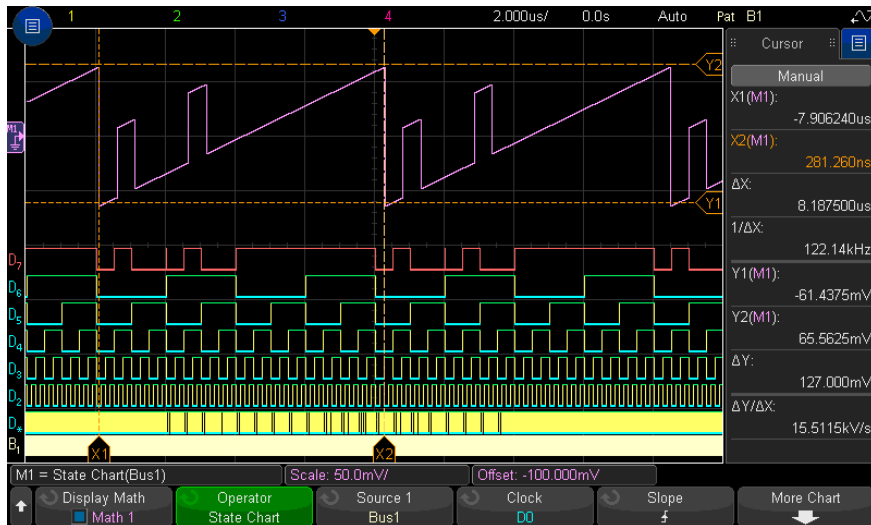 1 2 3 4 2.000us/ 0.0s Auto Pat B1
Cursor
Manual
X1(M1):
-7.906240us
X2(M1):
281.260ns
ΔX:
8.187500us
1/ΔX:
122.14kHz
Y1(M1):
-61.4375mV
Y2(M1):
65.5625mV
ΔY:
127.000mV
ΔY/ΔX:
15.5115kV/s
Y2
M1
Y1
D7
D6
D5
D4
D3
D2
D*
B1
X1 X2
M1 = State Chart(Bus1) Scale: 50.0mV/ Offset: -100.000mV
Display Math Operator Source 1 Clock Slope More Chart
Math 1 State Chart Bus1 D0